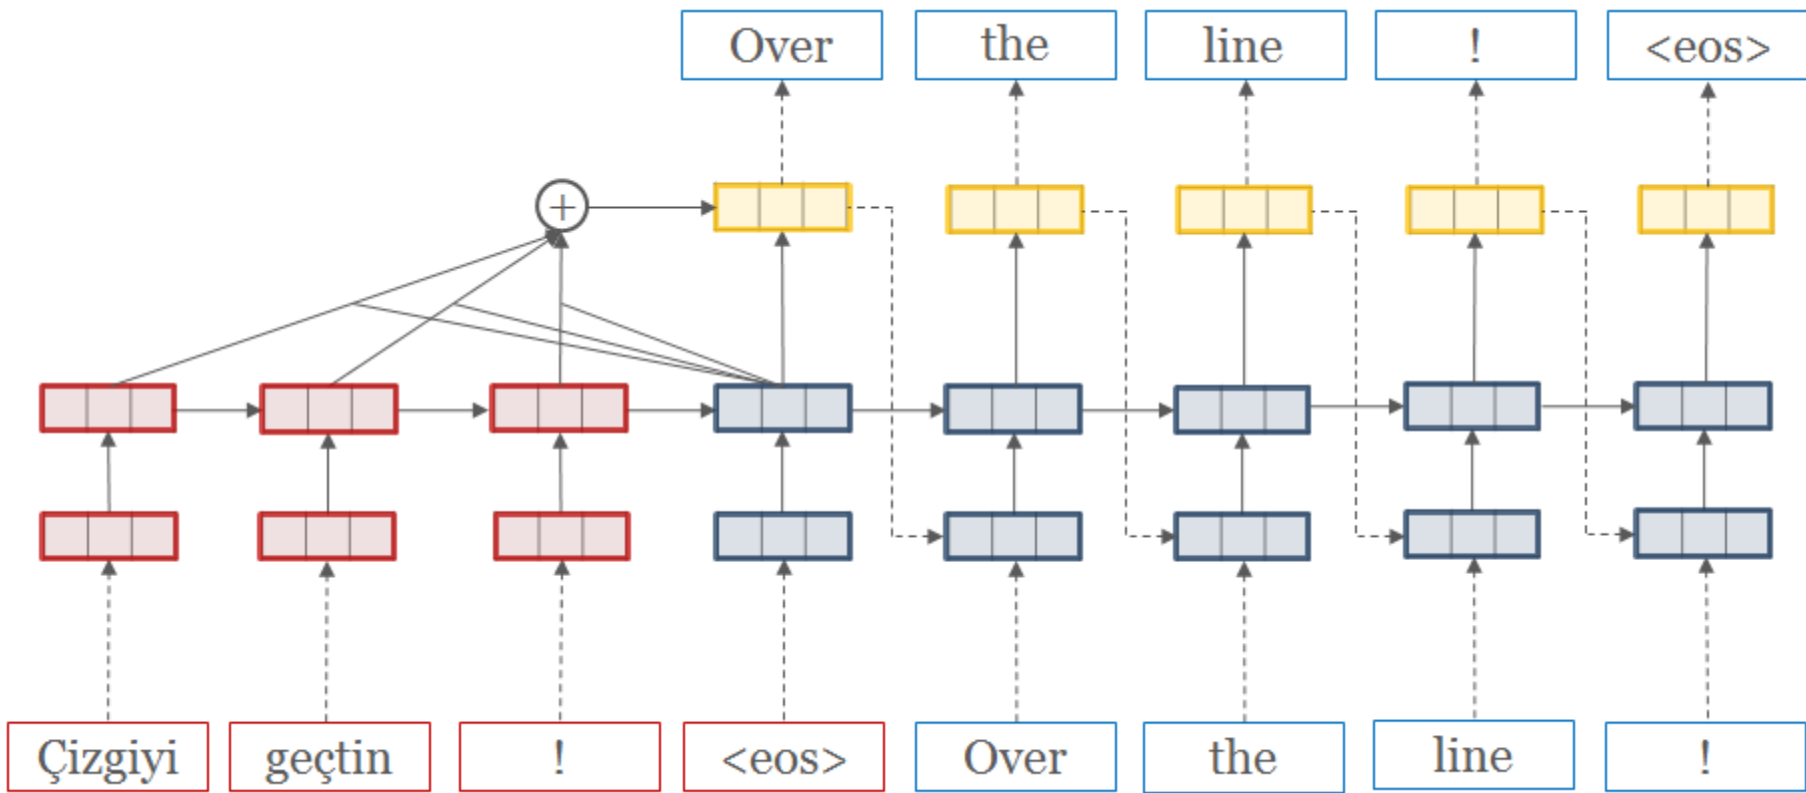 Over the line ! <eos>
+
Çizgiyi geçtin ! <eos> Over the line !